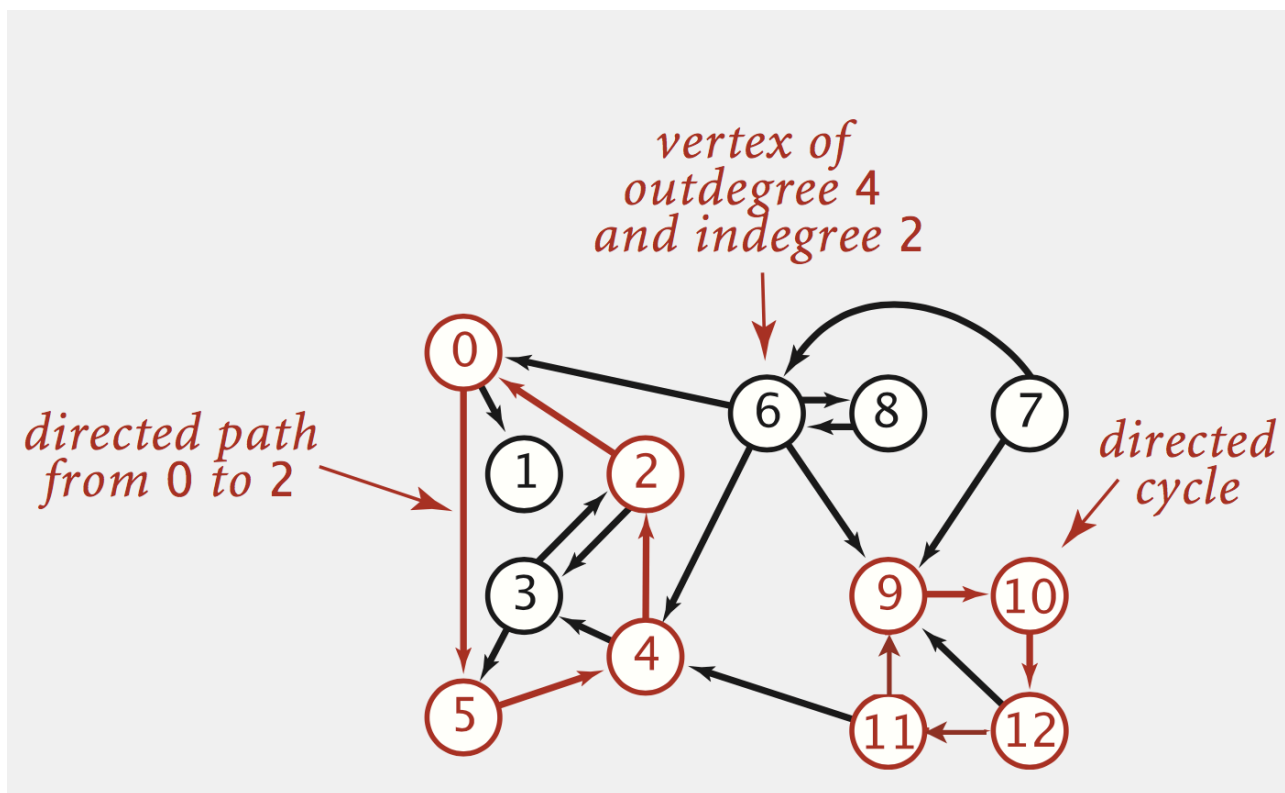 vertex of
outdegree 4
and indegree 2
0
6
8
7
directed path
from 0 to 2
1
2
directed
cycle
3
9
10
4
5
11
12